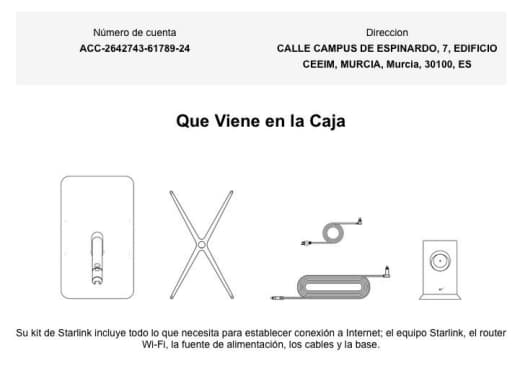 Número de cuenta
ACC-2642743-61789-24
Direccion
CALLE CAMPUS DE ESPINARDO, 7, EDIFICIO
CEEIM, MURCIA, Murcia, 30100, ES
Que Viene en la Caja
Su kit de Starlink incluye todo lo que necesita para establecer conexión a Internet; el equipo Starlink, el router
Wi-Fi, la fuente de alimentación, los cables y la base.